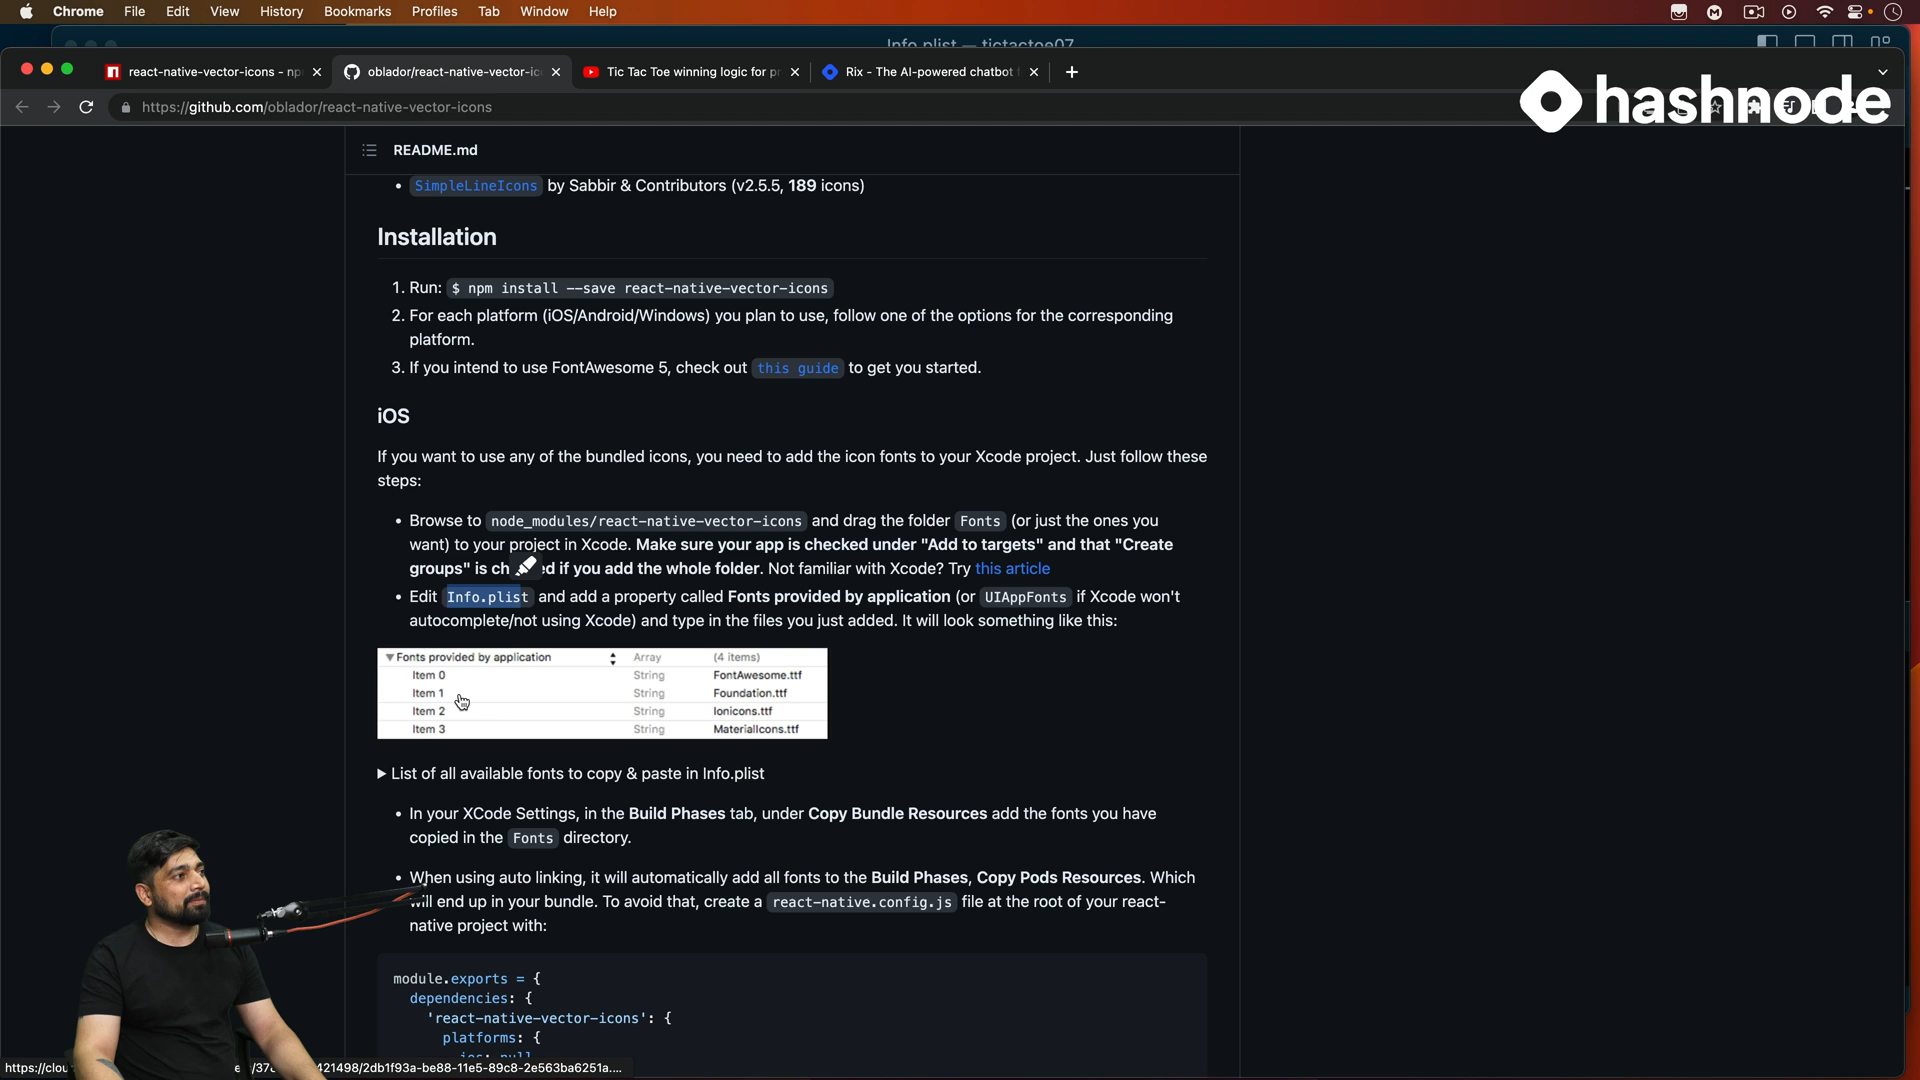 Chrome File Edit View History Bookmarks Profiles Tab Window Help
Info.plist — tictactoe07
react-native-vector-icons - np
oblador/react-native-vector-ic
Tic Tac Toe winning logic for pr
Rix - The AI-powered chatbot
https://github.com/oblador/react-native-vector-icons
hashnode
README.md
• SimpleLineIcons by Sabbir & Contributors (v2.5.5, 189 icons)
Installation
1. Run: $ npm install --save react-native-vector-icons
2. For each platform (iOS/Android/Windows) you plan to use, follow one of the options for the corresponding
platform.
3. If you intend to use FontAwesome 5, check out this guide to get you started.
iOS
If you want to use any of the bundled icons, you need to add the icon fonts to your Xcode project. Just follow these
steps:
• Browse to node_modules/react-native-vector-icons and drag the folder Fonts (or just the ones you
want) to your project in Xcode. Make sure your app is checked under "Add to targets" and that "Create
groups" is ch ed if you add the whole folder. Not familiar with Xcode? Try this article
• Edit Info.plist and add a property called Fonts provided by application (or UIAppFonts if Xcode won't
autocomplete/not using Xcode) and type in the files you just added. It will look something like this:
Fonts provided by application Array (4 items)
Item 0 String FontAwesome.ttf
Item 1 String Foundation.ttf
Item 2 String Ionicons.ttf
Item 3 String MaterialIcons.ttf
List of all available fonts to copy & paste in Info.plist
• In your XCode Settings, in the Build Phases tab, under Copy Bundle Resources add the fonts you have
copied in the Fonts directory.
• When using auto linking, it will automatically add all fonts to the Build Phases, Copy Pods Resources. Which
will end up in your bundle. To avoid that, create a react-native.config.js file at the root of your react-
native project with:
module.exports = {
dependencies: {
'react-native-vector-icons': {
platforms: {
ios: null
https://clou
421498/2db1f93a-be88-11e5-89c8-2e563ba6251a....